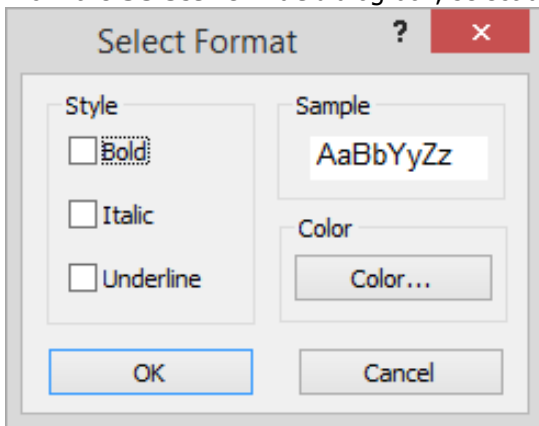 Select Format ? ×
Style
Bold
Italic
Underline
Sample
AaBbYyZz
Color
Color...
OK
Cancel